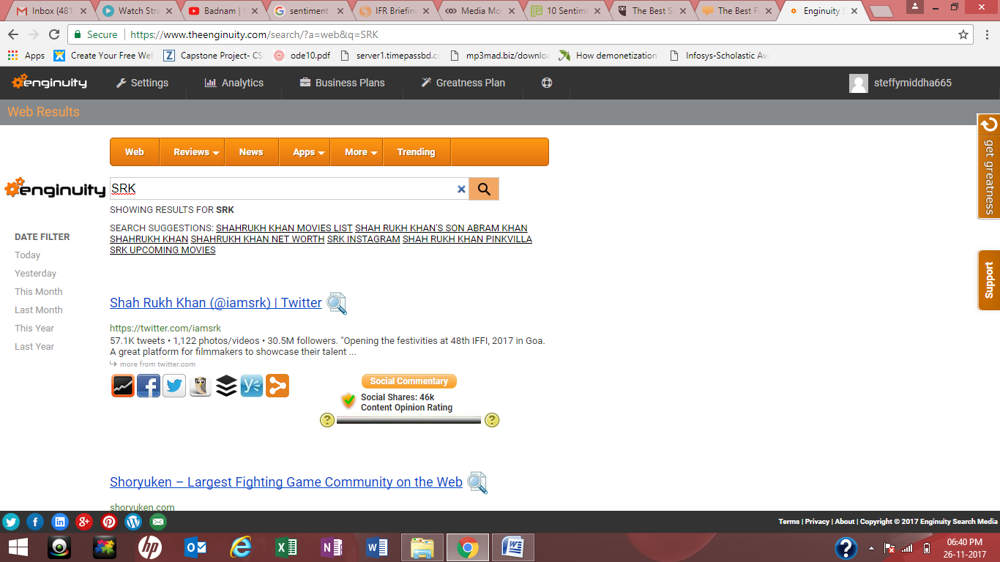 Inbox (481
Watch Stra
Badnam |
sentiment
IFR Briefin
Media Mo
10 Sentim
The Best S
The Best F
Enginuity S
Secure | https://www.theenginuity.com/search/?a=web&q=SRK
Apps Create Your Free Web Capstone Project- CS ode10.pdf server1.timepassbd.c mp3mad.biz/downlo How demonetization Infosys-Scholastic Av
enginuity Settings Analytics Business Plans Greatness Plan steffymiddha665
Web Results
get greatness
Web Reviews News Apps More Trending
enginuity SRK
SHOWING RESULTS FOR SRK
SEARCH SUGGESTIONS: SHAHRUKH KHAN MOVIES LIST SHAH RUKH KHAN'S SON ABRAM KHAN
SHAHRUKH KHAN SHAHRUKH KHAN NET WORTH SRK INSTAGRAM SHAH RUKH KHAN PINKVILLA
SRK UPCOMING MOVIES
DATE FILTER
Today
Yesterday
This Month
Last Month
This Year
Last Year
Support
Shah Rukh Khan (@iamsrk) | Twitter
https://twitter.com/iamsrk
57.1K tweets • 1,122 photos/videos • 30.5M followers. "Opening the festivities at 48th IFFI, 2017 in Goa.
A great platform for filmmakers to showcase their talent ...
more from twitter.com
Social Commentary
Social Shares: 46k
Content Opinion Rating
Shoryuken – Largest Fighting Game Community on the Web
shoryuken.com
Terms | Privacy | About | Copyright © 2017 Enginuity Search Media
06:40 PM
26-11-2017